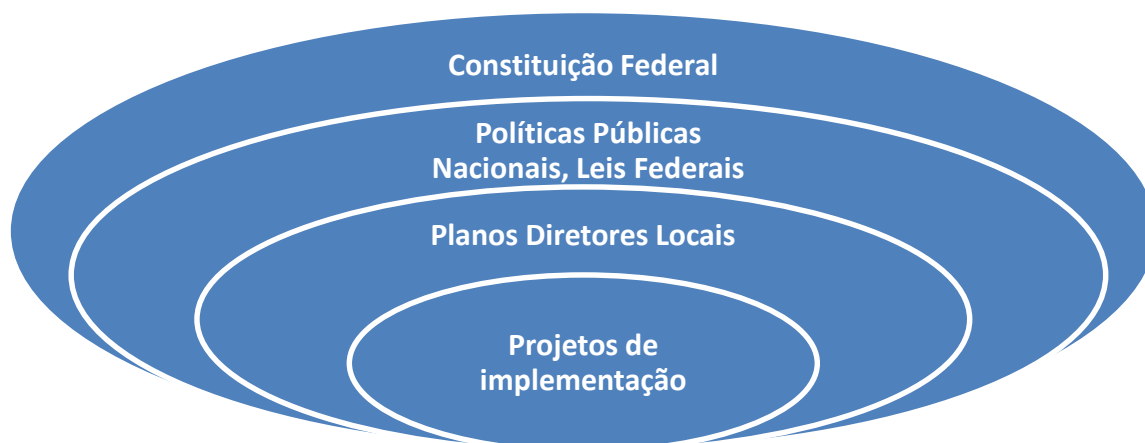 Constituição Federal
Políticas Públicas
Nacionais, Leis Federais
Planos Diretores Locais
Projetos de
implementação